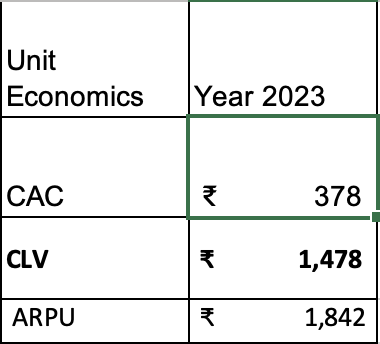 Unit
Economics Year 2023
CAC ₹ 378
CLV ₹ 1,478
ARPU ₹ 1,842